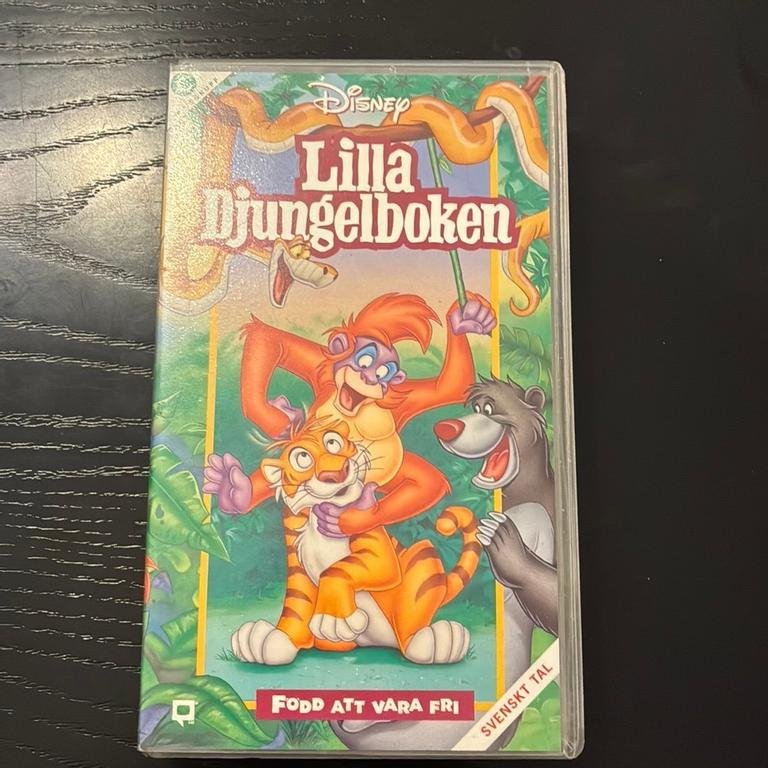 Disney
Lilla
Djungelboken
FÖDD ATT VARA FRI
SVENSKT TAL